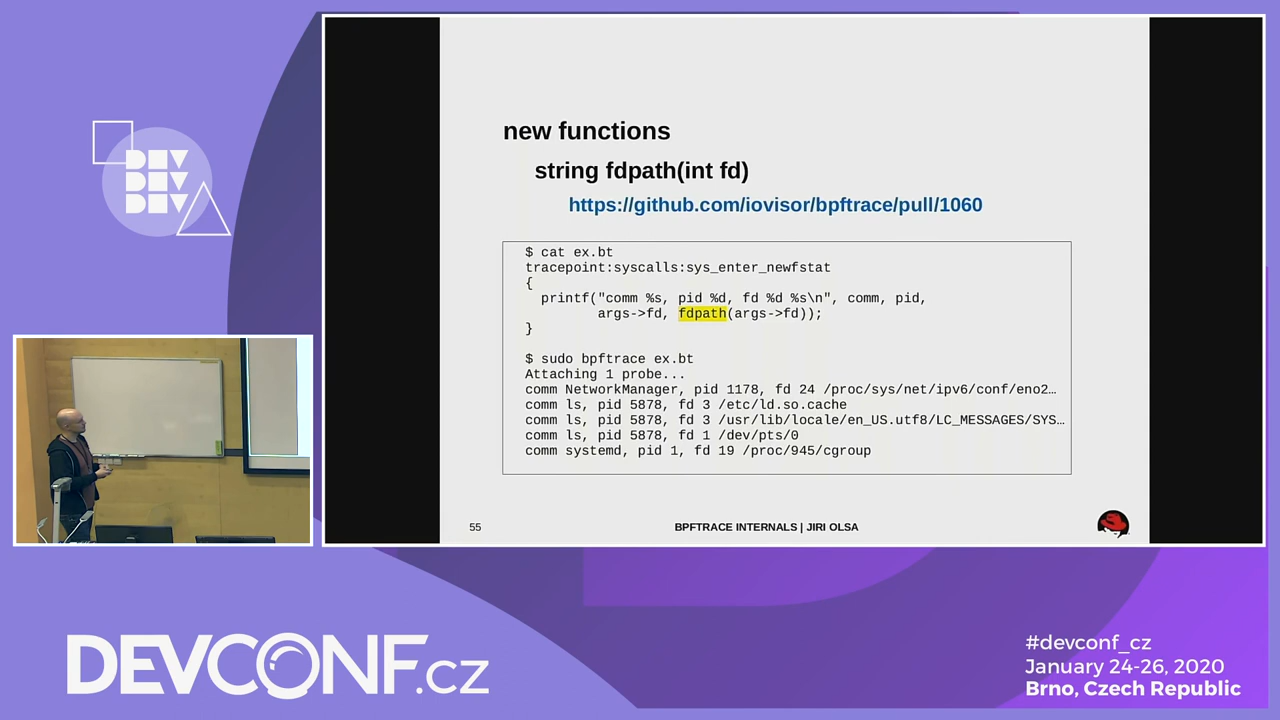 new functions
string fdpath(int fd)
https://github.com/iovisor/bpftrace/pull/1060
$ cat ex.bt
tracepoint:syscalls:sys_enter_newfstat
{
printf("comm %s, pid %d, fd %d %s\n", comm, pid,
args->fd, fdpath(args->fd));
}
$ sudo bpftrace ex.bt
Attaching 1 probe...
comm NetworkManager, pid 1178, fd 24 /proc/sys/net/ipv6/conf/eno2…
comm ls, pid 5878, fd 3 /etc/ld.so.cache
comm ls, pid 5878, fd 3 /usr/lib/locale/en_US.utf8/LC_MESSAGES/SYS…
comm ls, pid 5878, fd 1 /dev/pts/0
comm systemd, pid 1, fd 19 /proc/945/cgroup
55
BPFTRACE INTERNALS | JIRI OLSA
DEV
DEV
DEV
DEVCONF.cz
#devconf_cz
January 24-26, 2020
Brno, Czech Republic